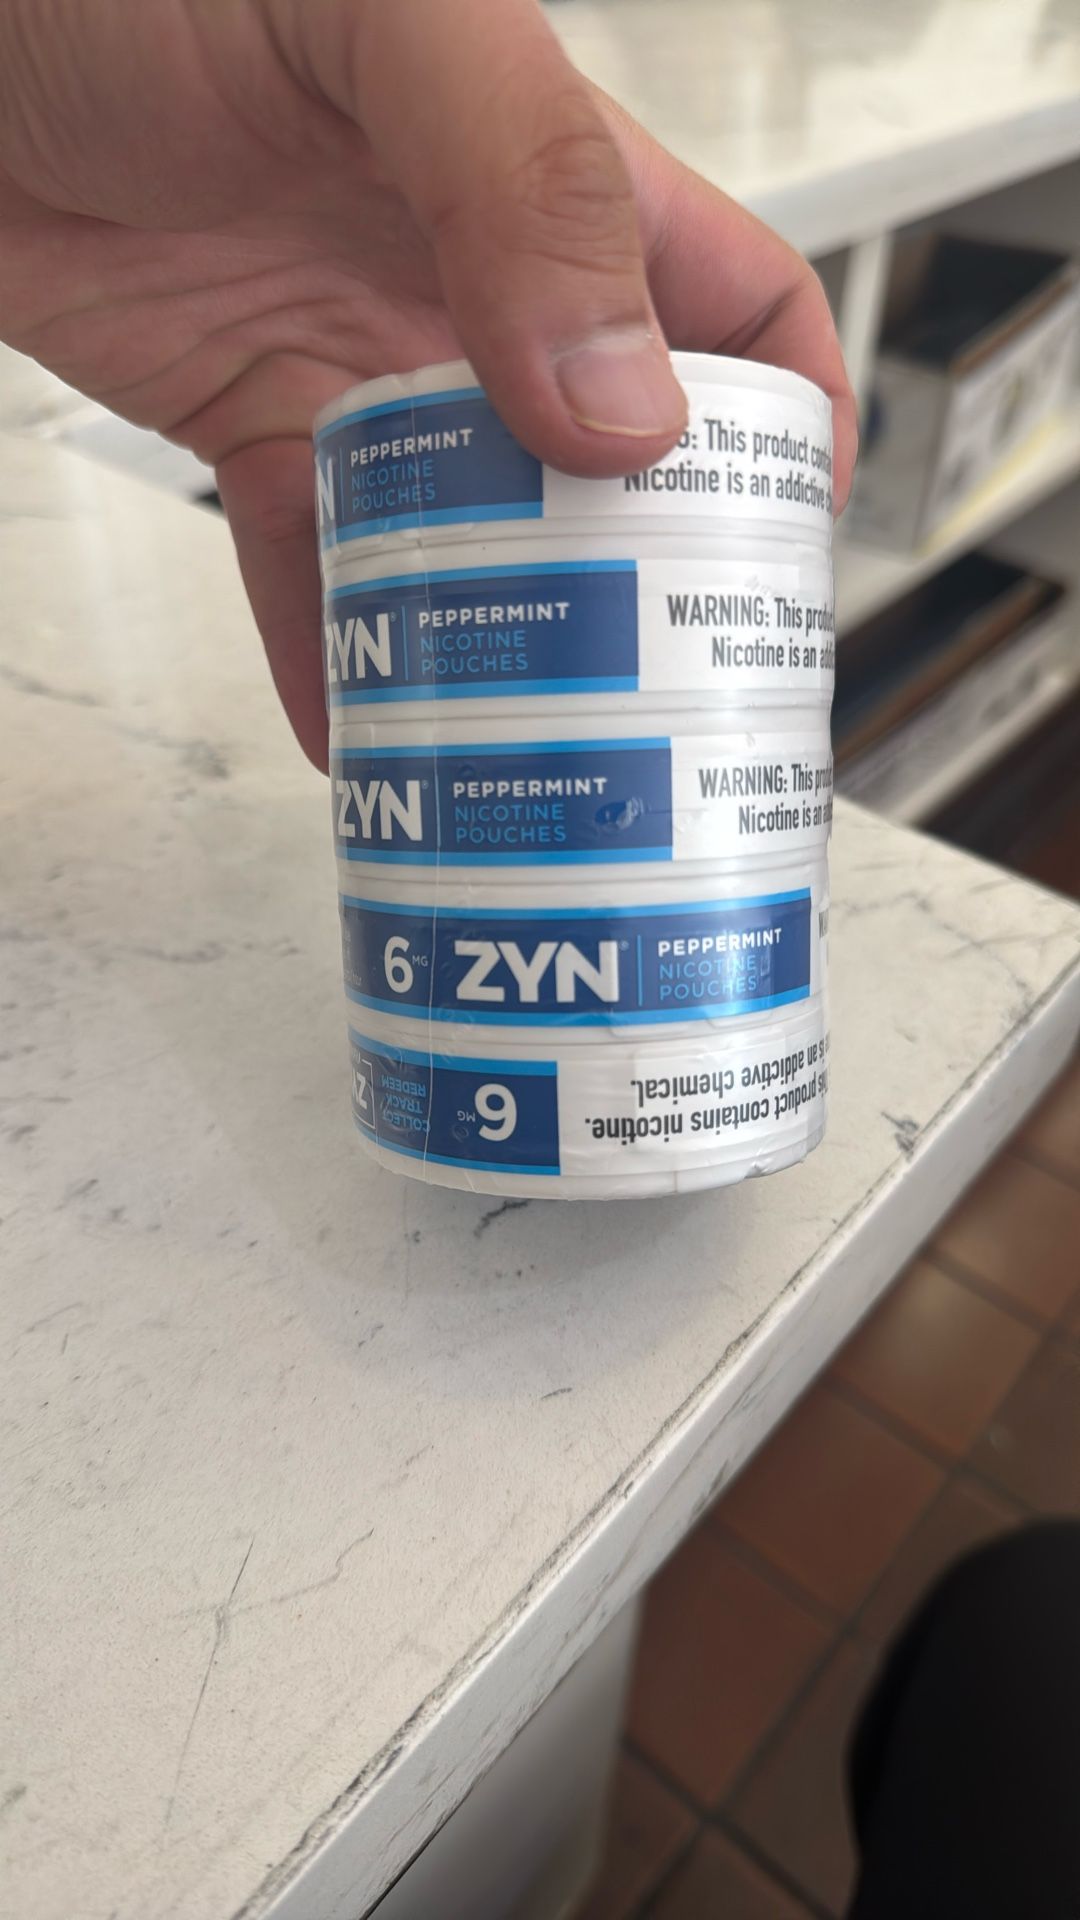 PEPPERMINT
NICOTINE
POUCHES
This product
Nicotine is an addictive
ZYN® PEPPERMINT
NICOTINE
POUCHES
WARNING: This
Nicotine is an
ZYN® PEPPERMINT
NICOTINE
POUCHES
WARNING: This
Nicotine is an
6 MG ZYN® PEPPERMINT
NICOTINE
POUCHES
product contains nicotine.
is an addictive chemical.
6 MG
COLLECT
TRACK
REDEEM